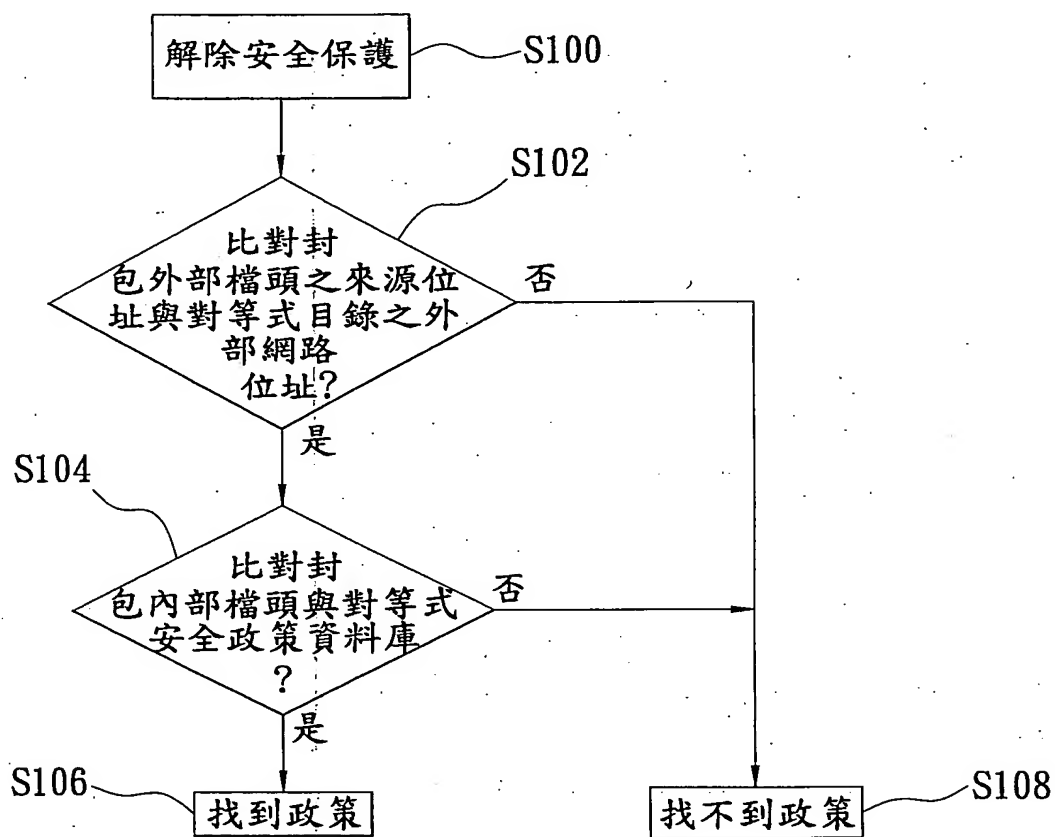 解除安全保護
S100
S102
比對封
包外部檔頭之來源位
址與對等式目錄之外
部網路
位址?
否
是
S104
比對封
包內部檔頭與對等式
安全政策資料庫
?
否
是
S106
找到政策
找不到政策
S108